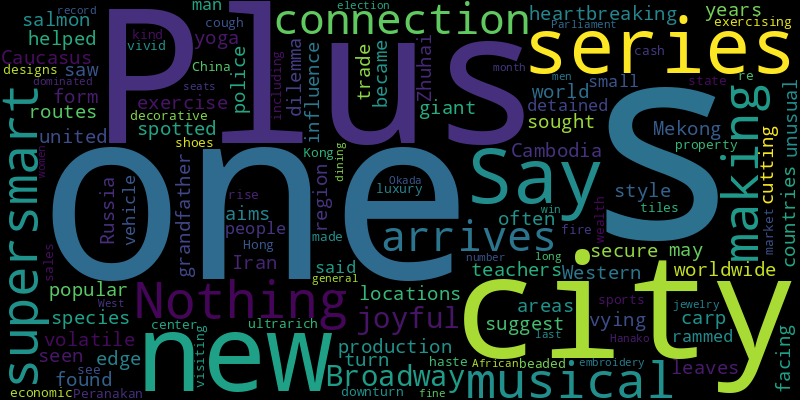 record
election
Parliament
salmon
man
cough
connection
heartbreaking
years
exercising
helped
kind
vivid
yoga
series
Caucasus
China
Plus
trade
cash
designs
saw
police
dilemma
influence
became
Zhuhai
seats
men
state
re
dominated
including
month
form
exercise
giant
world
small
routes
decorative
detained
unusual
united
spotted
shoes
sought
Mekong
cutting
supersmart
one
Kong
dining
Say
Cambodia
property
making
S
women
Russia
vehicle
grandfather
rise
region
Okada
luxury
style
tiles
countries
aims
often
win
people
Hong
made
arrives
fire
wealth
market
sales
Iran
said
long
number
secure
may
West
general
teachers
Western
worldwide
popular
Nothing
locations
areas
sports
jewelry
species
center
ultrarich
joyful
city
suggest
vying
carp
volatile
new
visiting
production
last
Hanako
rammed
seen
edge
turn
haste
African
beaded
embroidery
leaves
facing
found
see
Broadway
musical
economic
Peranakan
downturn
fine